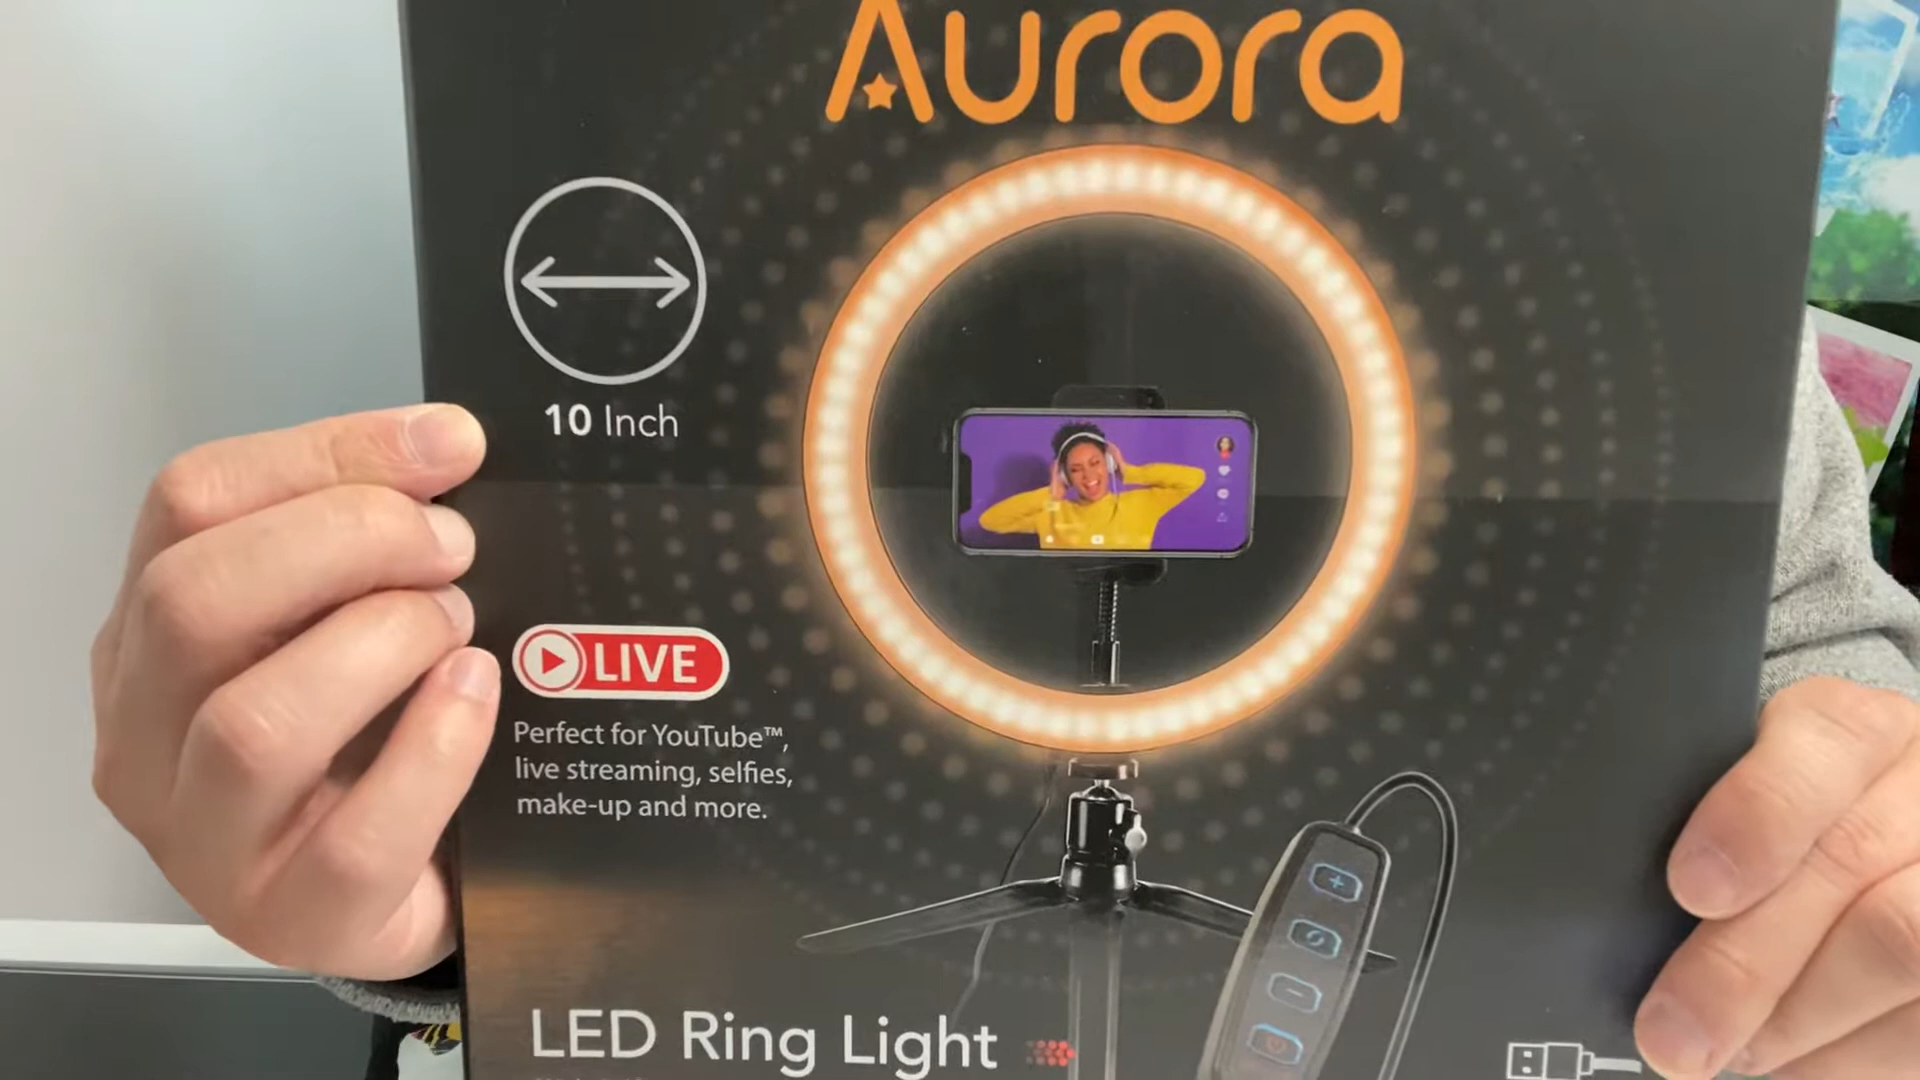 Aurora
10 Inch
LIVE
Perfect for YouTube™,
live streaming, selfies,
make-up and more.
LED Ring Light